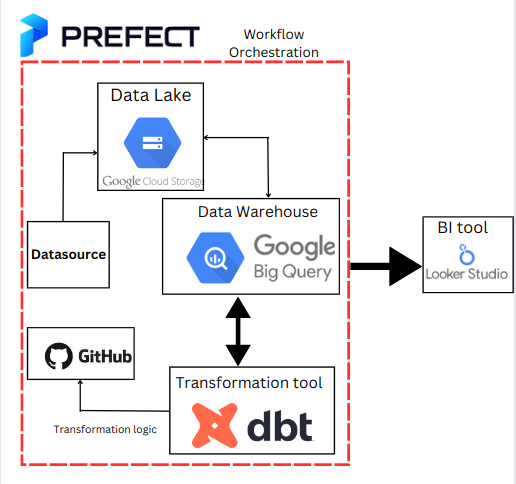 PREFECT
Workflow
Orchestration
Data Lake
Google Cloud Storage
Data Warehouse
Google
Big Query
Datasource
BI tool
Looker Studio
GitHub
Transformation tool
dbt
Transformation logic